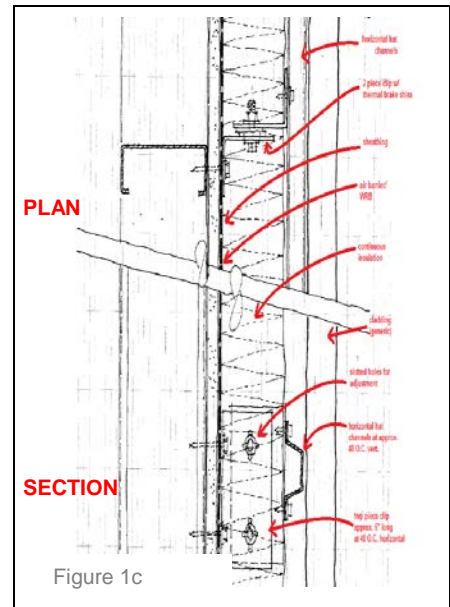 horizontal hat
channels
2 piece clip w/
thermal brake shim
sheathing
air barrier/
WRB
PLAN
continuous
insulation
cladding
(generic)
slotted holes for
adjustment
horizontal hat
channels at approx.
48 O.C. vert.
SECTION
two piece clip
approx. 6" long
at 48 O.C. horizontal
Figure 1c